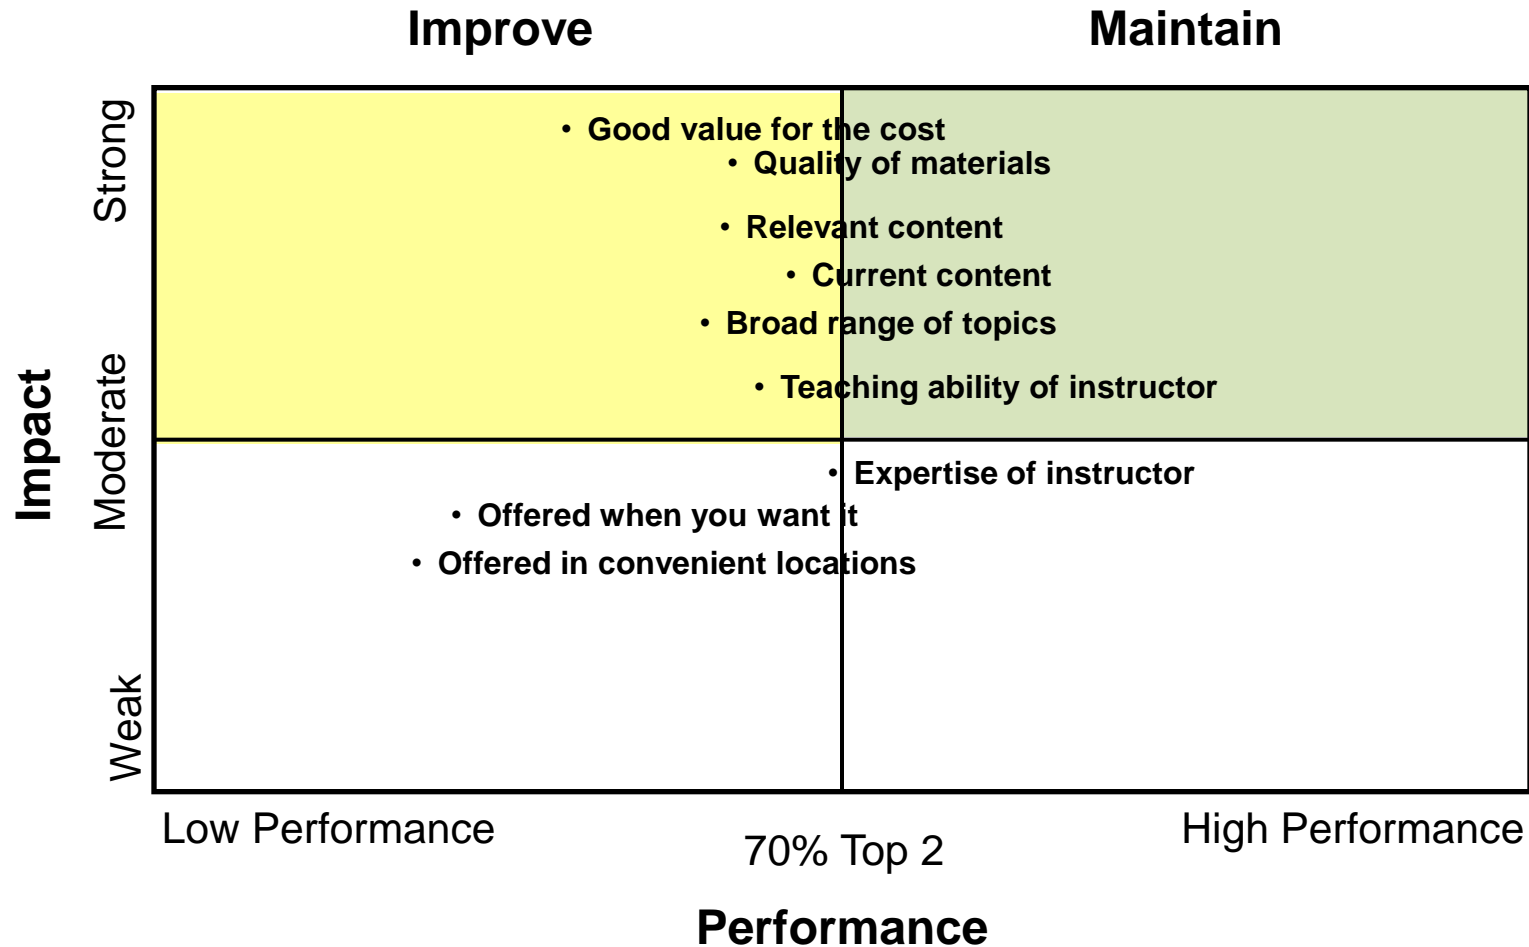 Improve
Maintain
Strong
• Good value for the cost
• Quality of materials
• Relevant content
• Current content
• Broad range of topics
Impact
Moderate
• Teaching ability of instructor
• Expertise of instructor
• Offered when you want it
• Offered in convenient locations
Weak
Low Performance
70% Top 2
High Performance
Performance